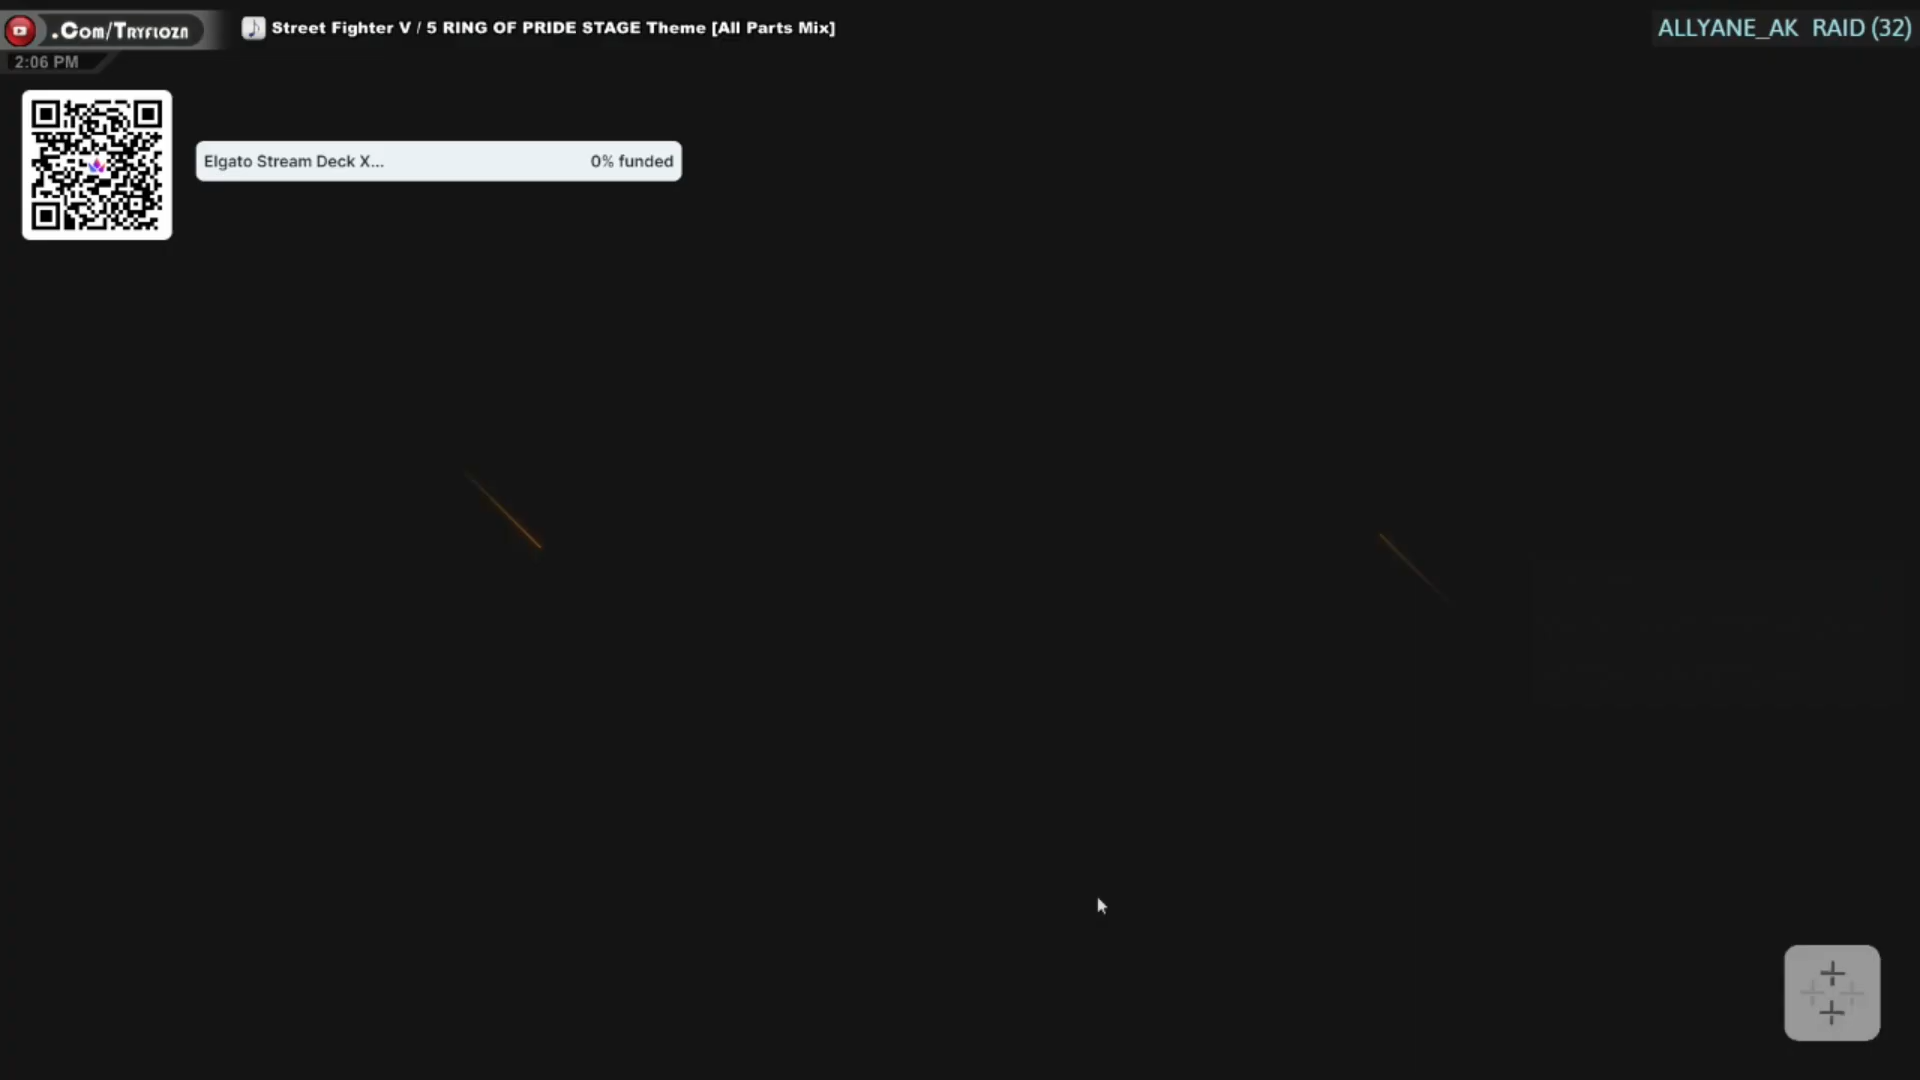 .Com/Tryfiozn
Street Fighter V / 5 RING OF PRIDE STAGE Theme [All Parts Mix]
ALLYANE_AK RAID (32)
2:06 PM
Elgato Stream Deck X... 0% funded